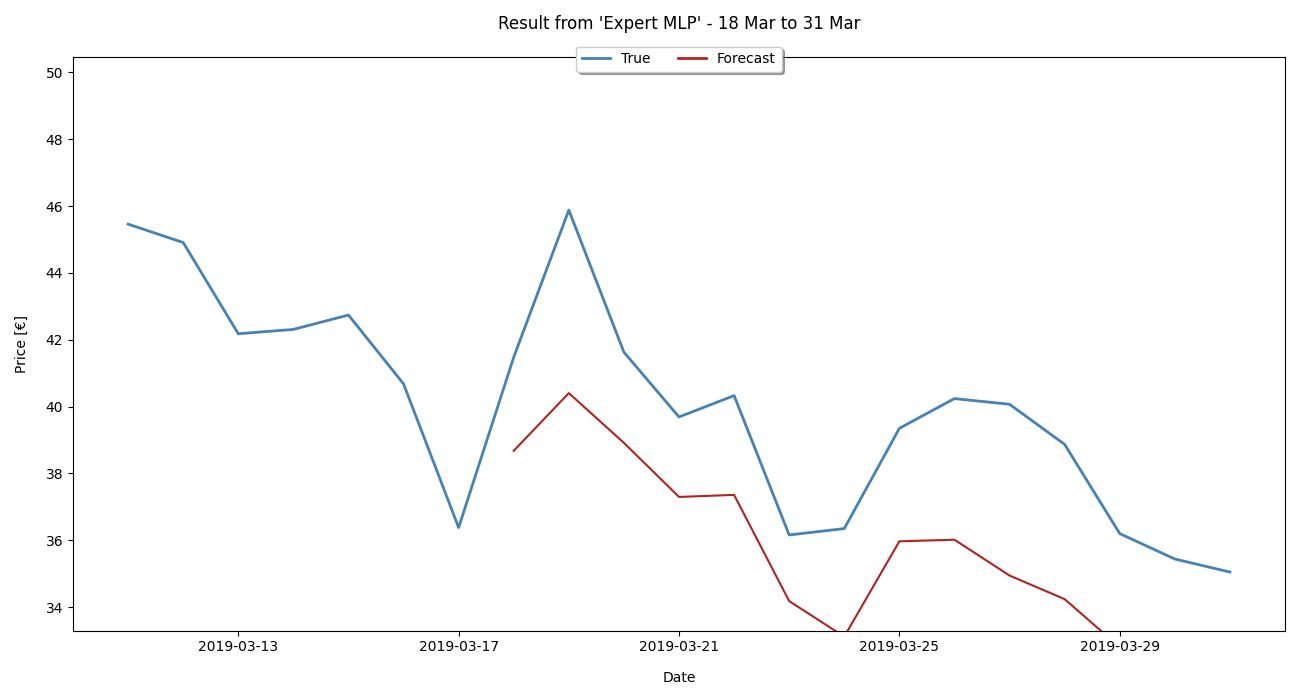 Result from 'Expert MLP' - 18 Mar to 31 Mar
True Forecast
50
48
46
44
42
40
38
36
34
Price [€]
2019-03-13 2019-03-17 2019-03-21 2019-03-25 2019-03-29
Date